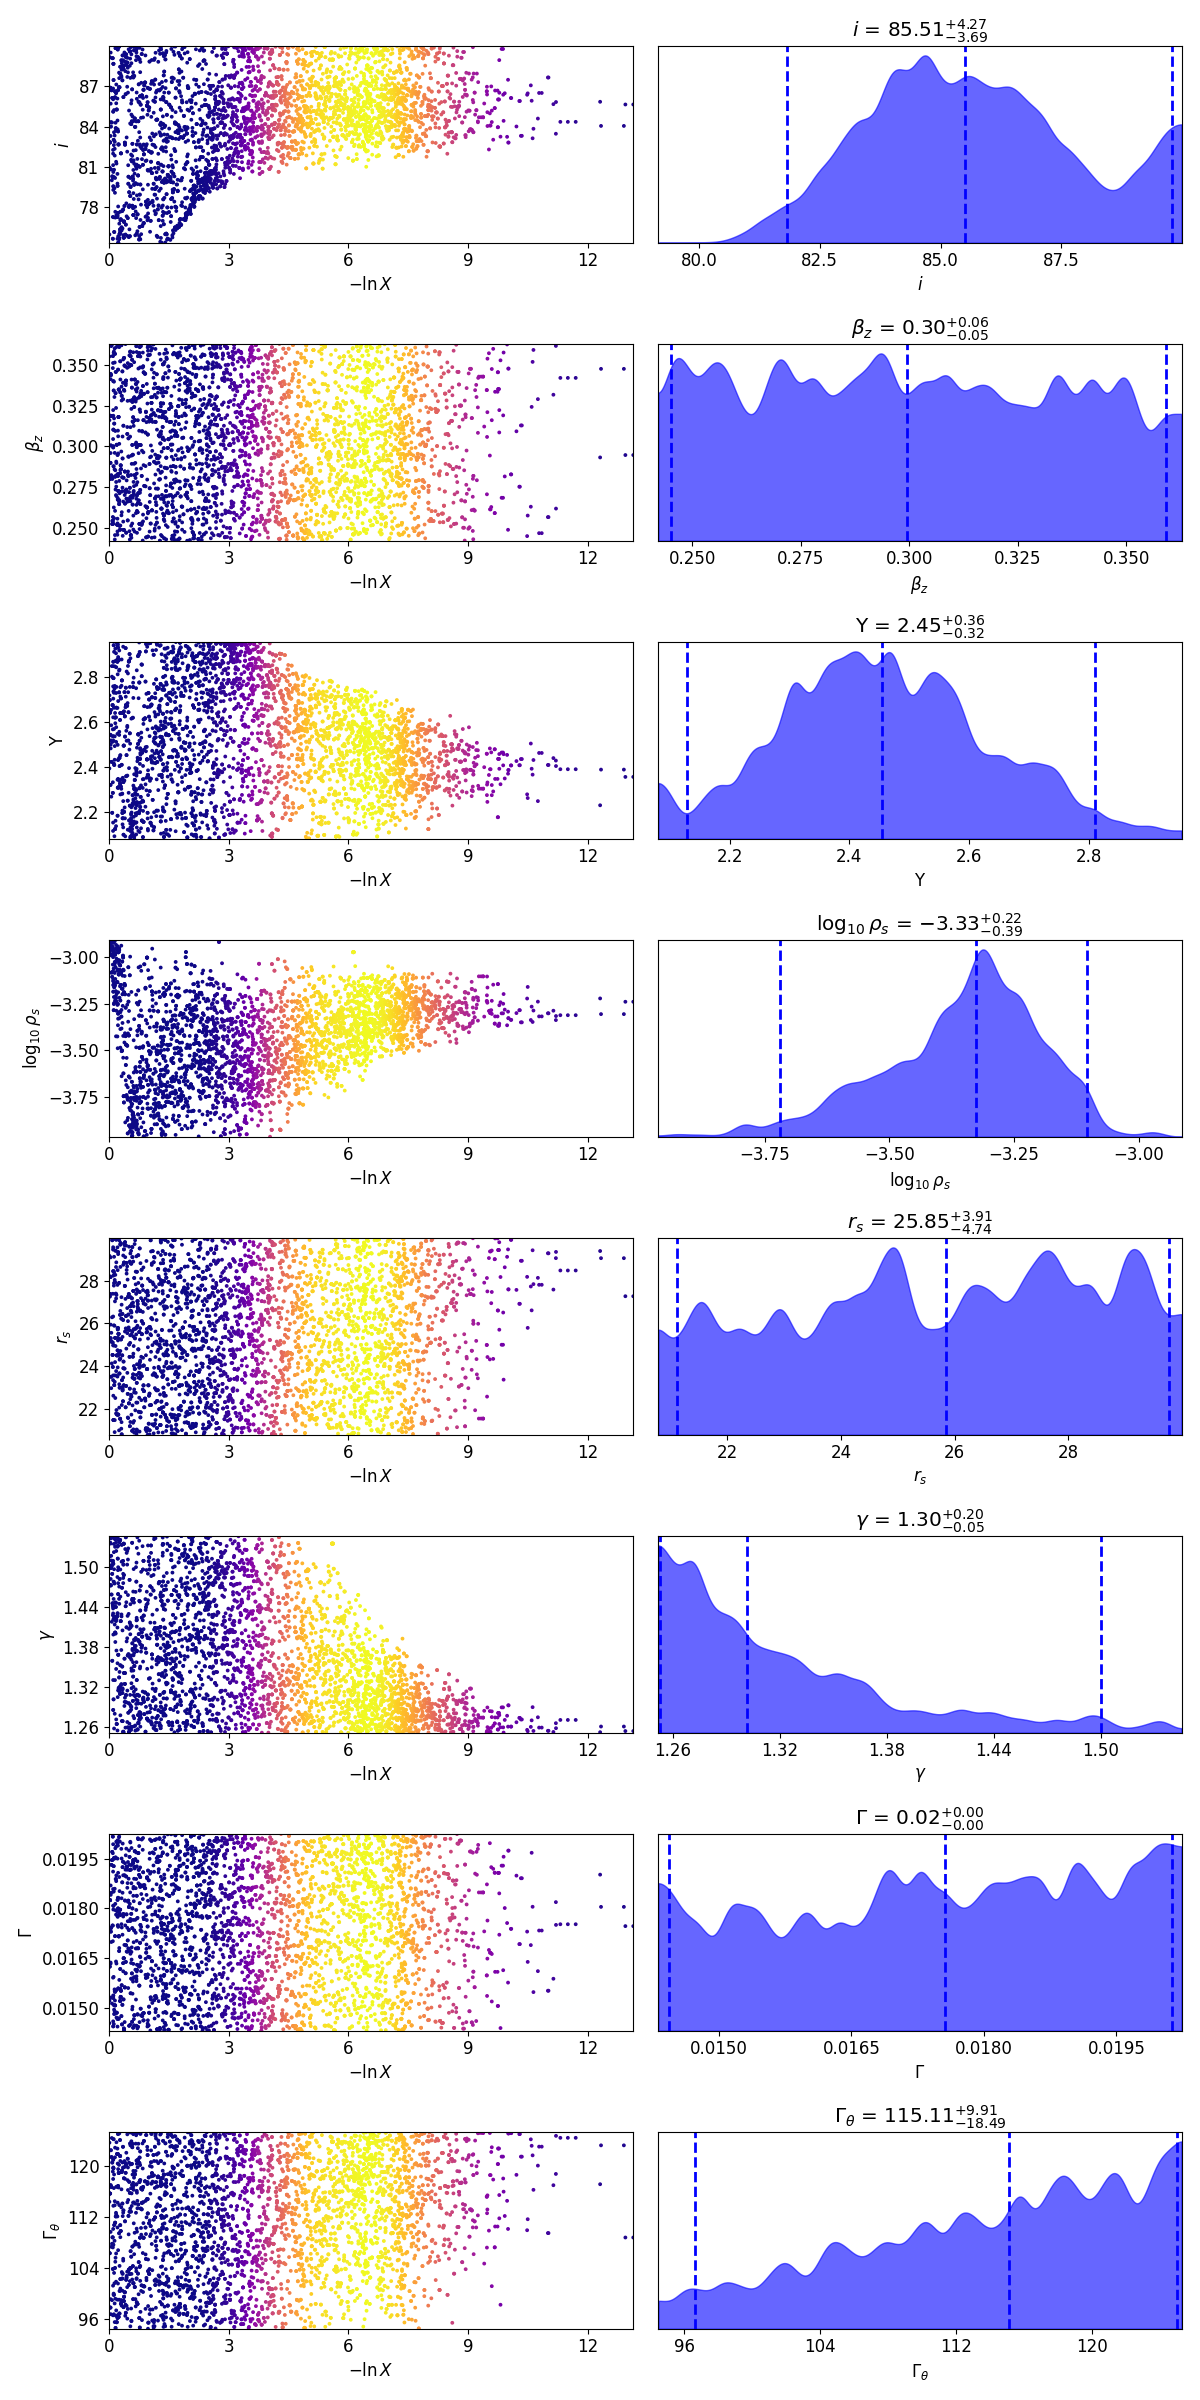 i = 85.51 +4.27 −3.69
87
84
81
78
i
0 3 6 9 12
−ln X
80.0 82.5 85.0 87.5
i
β_z = 0.30 +0.06 −0.05
0.350
0.325
0.300
0.275
0.250
β_z
0 3 6 9 12
−ln X
0.250 0.275 0.300 0.325 0.350
β_z
Υ = 2.45 +0.36 −0.32
2.8
2.6
2.4
2.2
Υ
0 3 6 9 12
−ln X
2.2 2.4 2.6 2.8
Υ
log₁₀ ρ_s = −3.33 +0.22 −0.39
−3.00
−3.25
−3.50
−3.75
log₁₀ ρ_s
0 3 6 9 12
−ln X
−3.75 −3.50 −3.25 −3.00
log₁₀ ρ_s
r_s = 25.85 +3.91 −4.74
28
26
24
22
r_s
0 3 6 9 12
−ln X
22 24 26 28
r_s
γ = 1.30 +0.20 −0.05
1.50
1.44
1.38
1.32
1.26
γ
0 3 6 9 12
−ln X
1.26 1.32 1.38 1.44 1.50
γ
Γ = 0.02 +0.00 −0.00
0.0195
0.0180
0.0165
0.0150
Γ
0 3 6 9 12
−ln X
0.0150 0.0165 0.0180 0.0195
Γ
Γ_θ = 115.11 +9.91 −18.49
120
112
104
96
Γ_θ
0 3 6 9 12
−ln X
96 104 112 120
Γ_θ